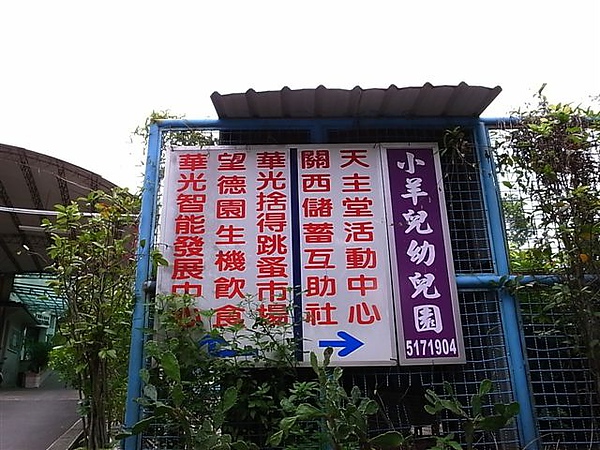 小羊兒幼兒園
5171904
天主堂活動中心
關西儲蓄互助社
華光捨得跳蚤市場
望德園生機飲食
華光智能發展中心